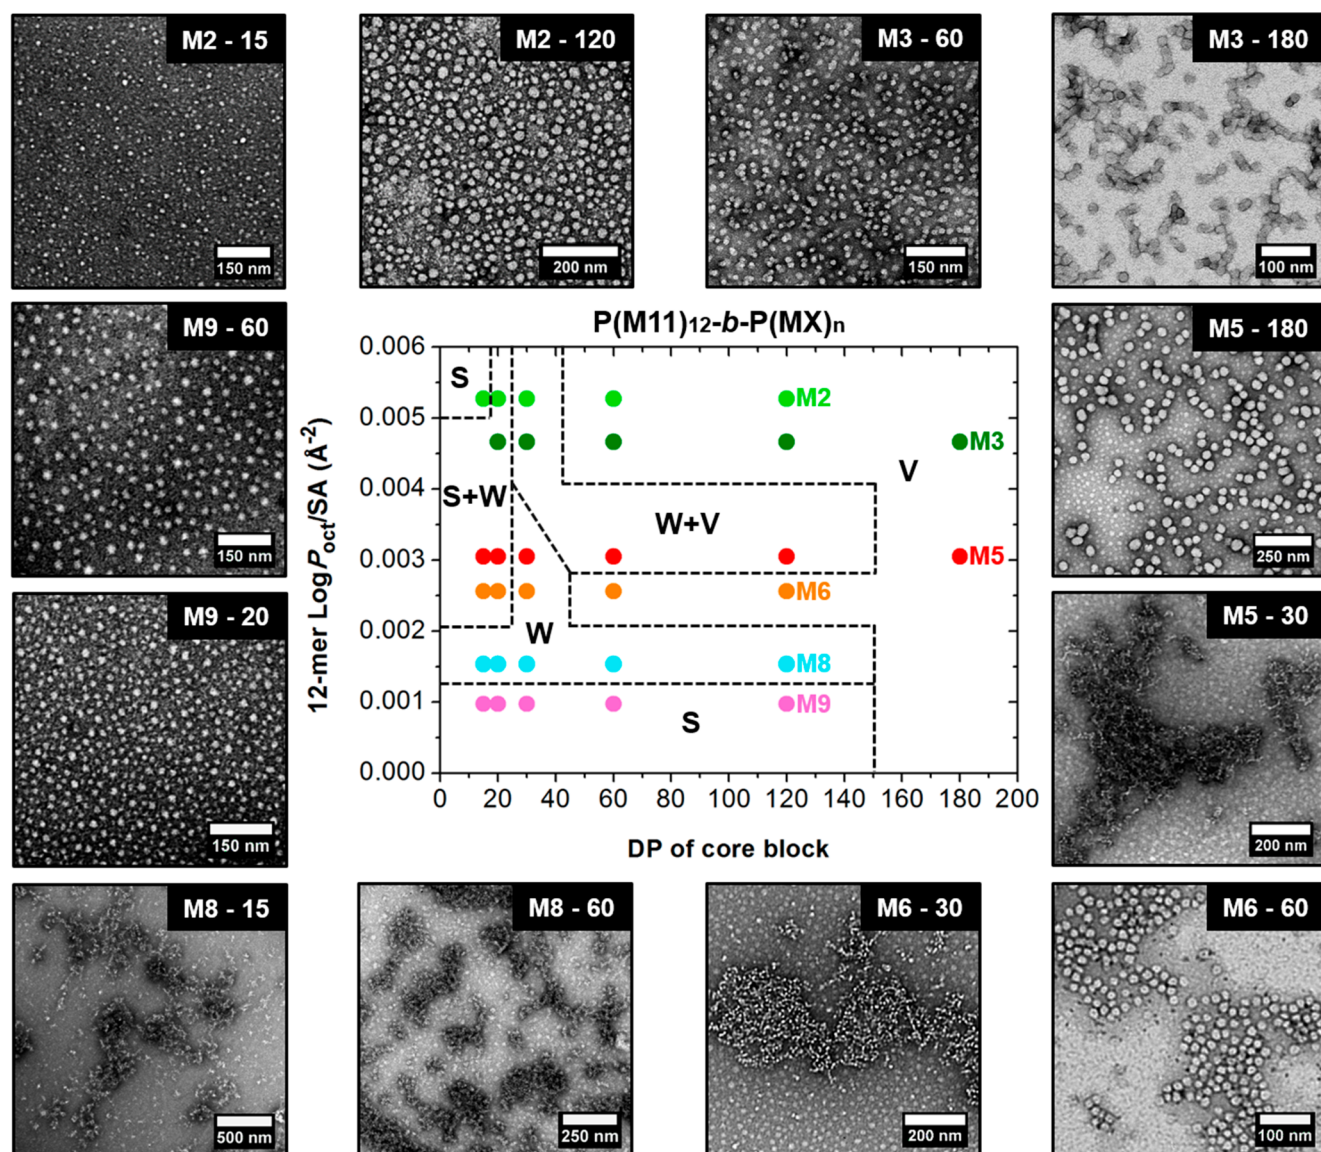 M2 - 15
150 nm
M2 - 120
200 nm
M3 - 60
150 nm
M3 - 180
100 nm
M9 - 60
150 nm
M5 - 180
250 nm
M9 - 20
150 nm
M5 - 30
200 nm
M8 - 15
500 nm
M8 - 60
250 nm
M6 - 30
200 nm
M6 - 60
100 nm
P(M11)12-b-P(MX)n
12-mer LogPoct/SA (Å-2)
0.006
0.005
0.004
0.003
0.002
0.001
0.000
S
M2
M3
V
S+W
W+V
M5
M6
W
M8
M9
S
0 20 40 60 80 100 120 140 160 180 200
DP of core block